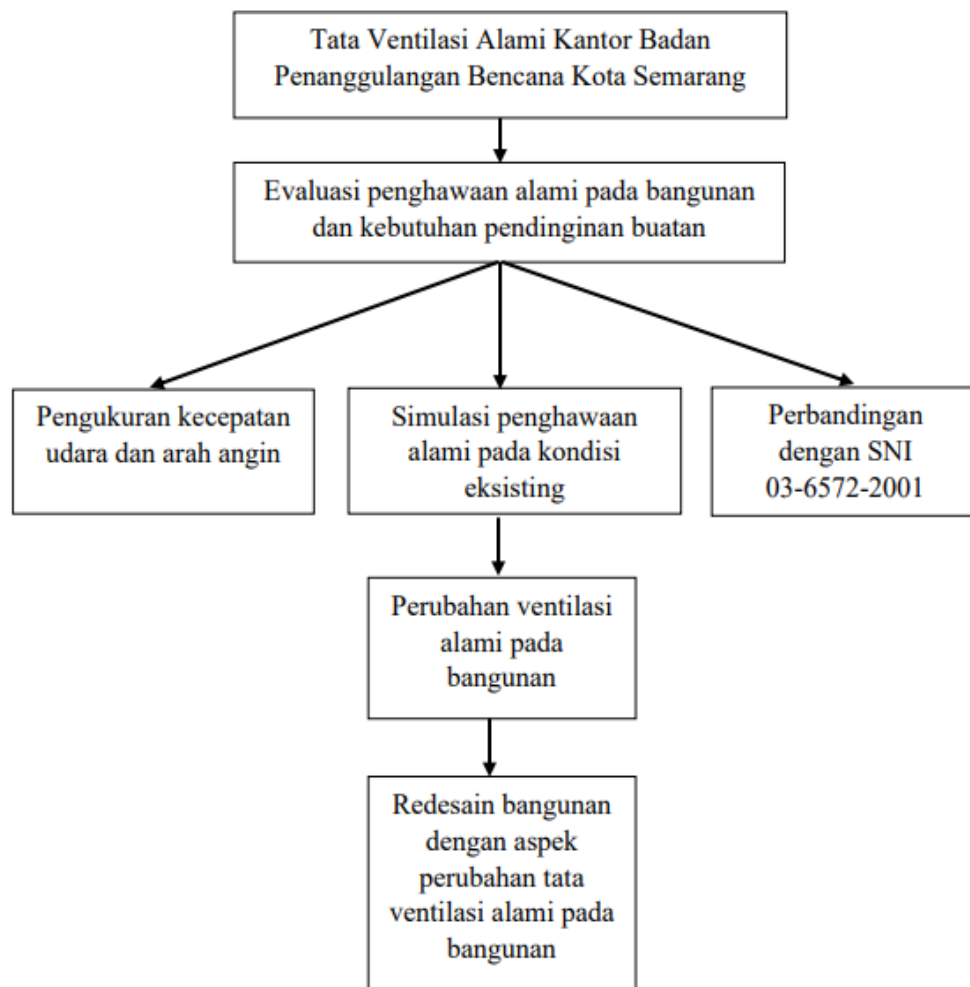 Tata Ventilasi Alami Kantor Badan
Penanggulangan Bencana Kota Semarang
Evaluasi penghawaan alami pada bangunan
dan kebutuhan pendinginan buatan
Pengukuran kecepatan
udara dan arah angin
Simulasi penghawaan
alami pada kondisi
eksisting
Perbandingan
dengan SNI
03-6572-2001
Perubahan ventilasi
alami pada
bangunan
Redesain bangunan
dengan aspek
perubahan tata
ventilasi alami pada
bangunan